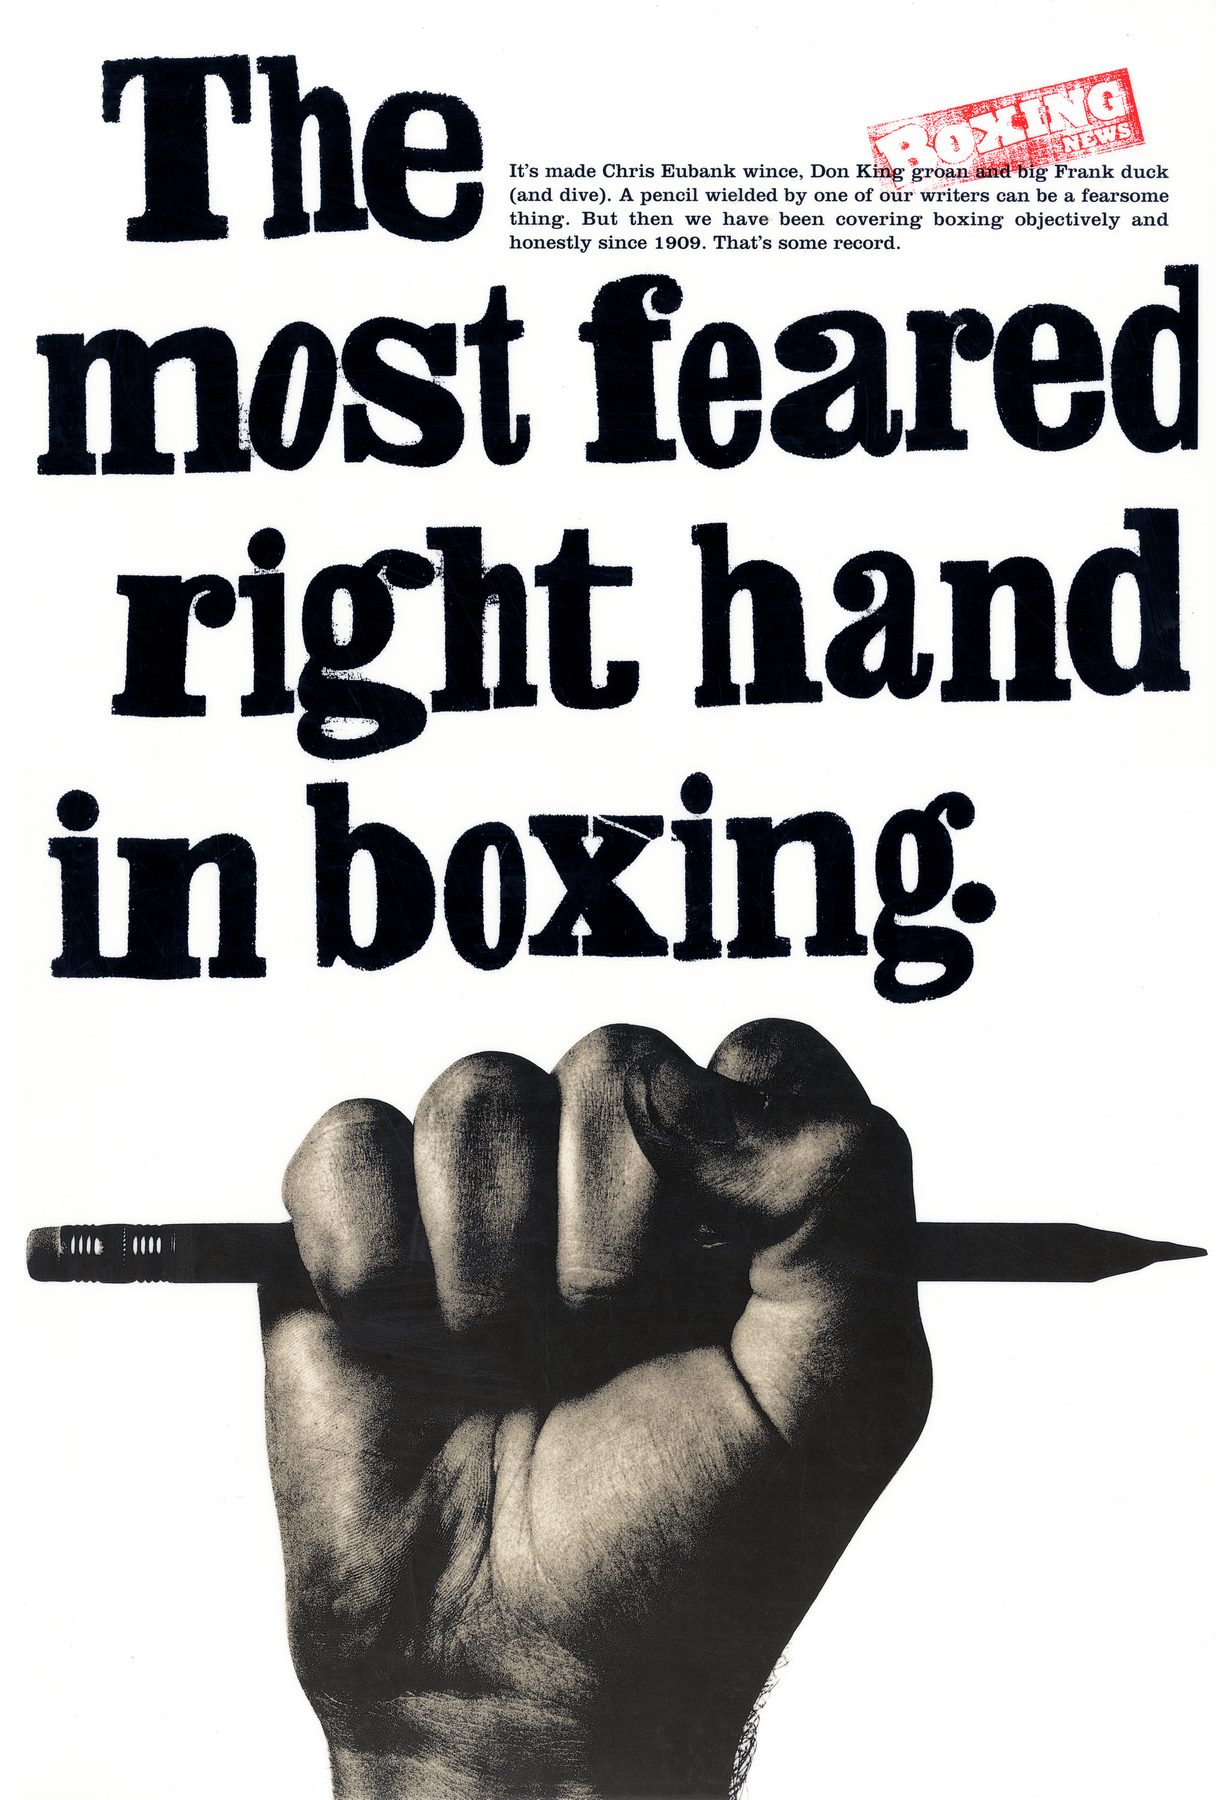 The
BOXING
NEWS
It's made Chris Eubank wince, Don King groan and big Frank duck
(and dive). A pencil wielded by one of our writers can be a fearsome
thing. But then we have been covering boxing objectively and
honestly since 1909. That's some record.
most feared
right hand
in boxing.